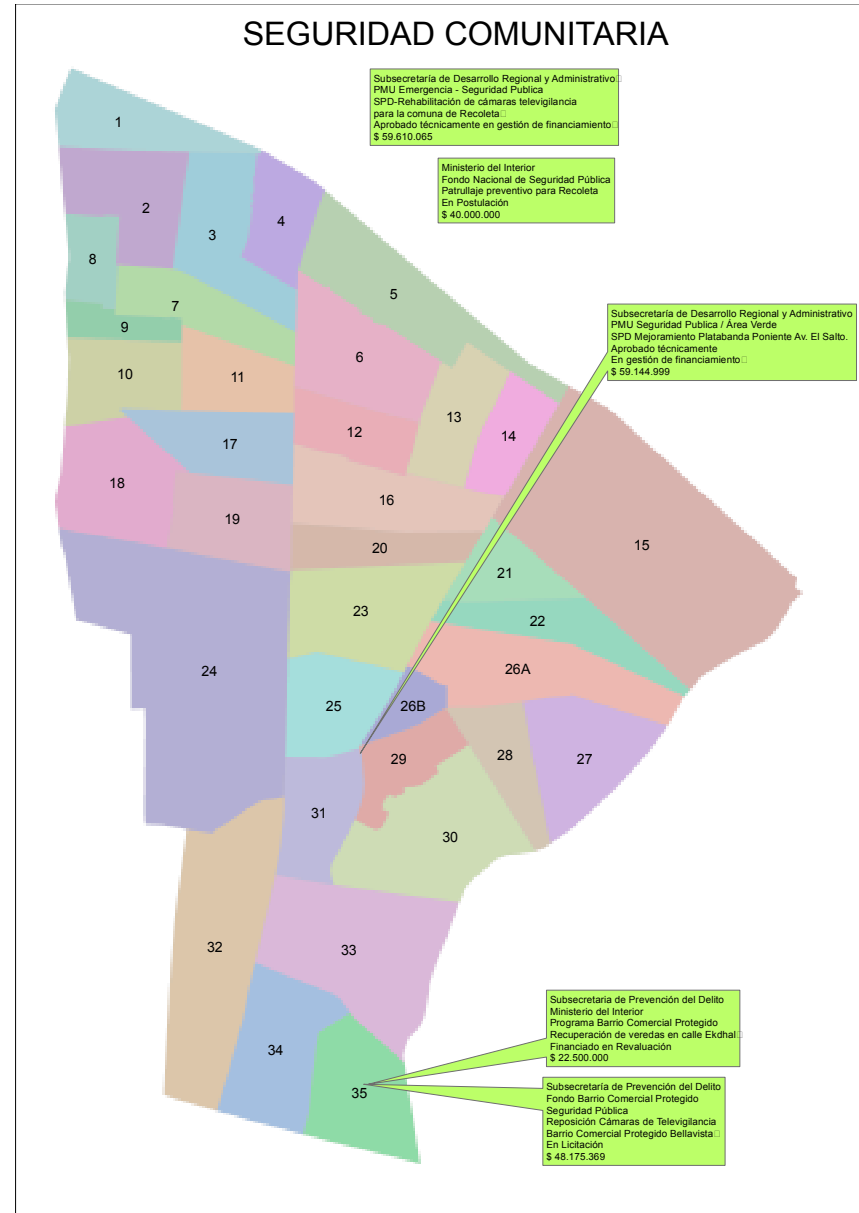 SEGURIDAD COMUNITARIA
Subsecretaría de Desarrollo Regional y Administrativo
PMU Emergencia - Seguridad Publica
SPD-Rehabilitación de cámaras televigilancia
para la comuna de Recoleta
Aprobado técnicamente en gestión de financiamiento
$ 59.610.065
Ministerio del Interior
Fondo Nacional de Seguridad Pública
Patrullaje preventivo para Recoleta
En Postulación
$ 40.000.000
1
2
3
4
8
5
7
9
6
10
11
12
13
14
Subsecretaría de Desarrollo Regional y Administrativo
PMU Seguridad Publica / Área Verde
SPD Mejoramiento Platabanda Poniente Av. El Salto.
Aprobado técnicamente
En gestión de financiamiento
$ 59.144.999
17
18
16
19
20
15
21
23
22
24
26A
25
26B
29
28
27
31
30
32
33
34
35
Subsecretaria de Prevención del Delito
Ministerio del Interior
Programa Barrio Comercial Protegido
Recuperación de veredas en calle Ekdhal
Financiado en Revaluación
$ 22.500.000
Subsecretaría de Prevención del Delito
Fondo Barrio Comercial Protegido
Seguridad Pública
Reposición Cámaras de Televigilancia
Barrio Comercial Protegido Bellavista
En Licitación
$ 48.175.369